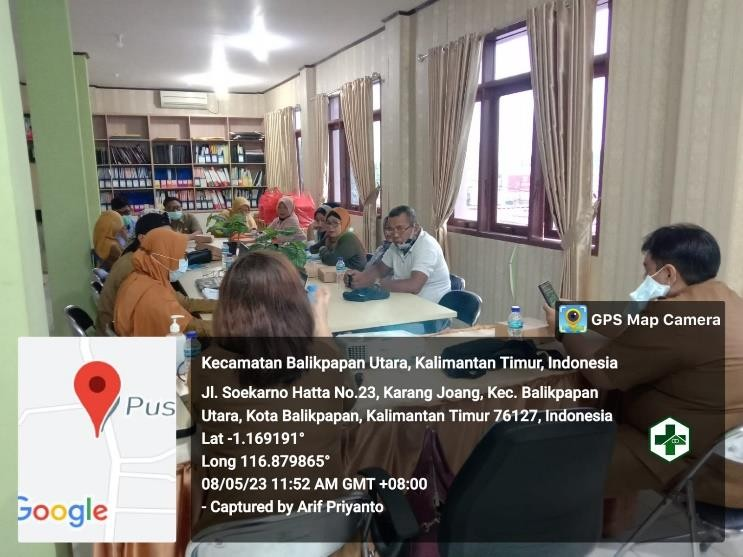 GPS Map Camera
Kecamatan Balikpapan Utara, Kalimantan Timur, Indonesia
Jl. Soekarno Hatta No.23, Karang Joang, Kec. Balikpapan
Utara, Kota Balikpapan, Kalimantan Timur 76127, Indonesia
Lat -1.169191°
Long 116.879865°
08/05/23 11:52 AM GMT +08:00
- Captured by Arif Priyanto
Pus
Google